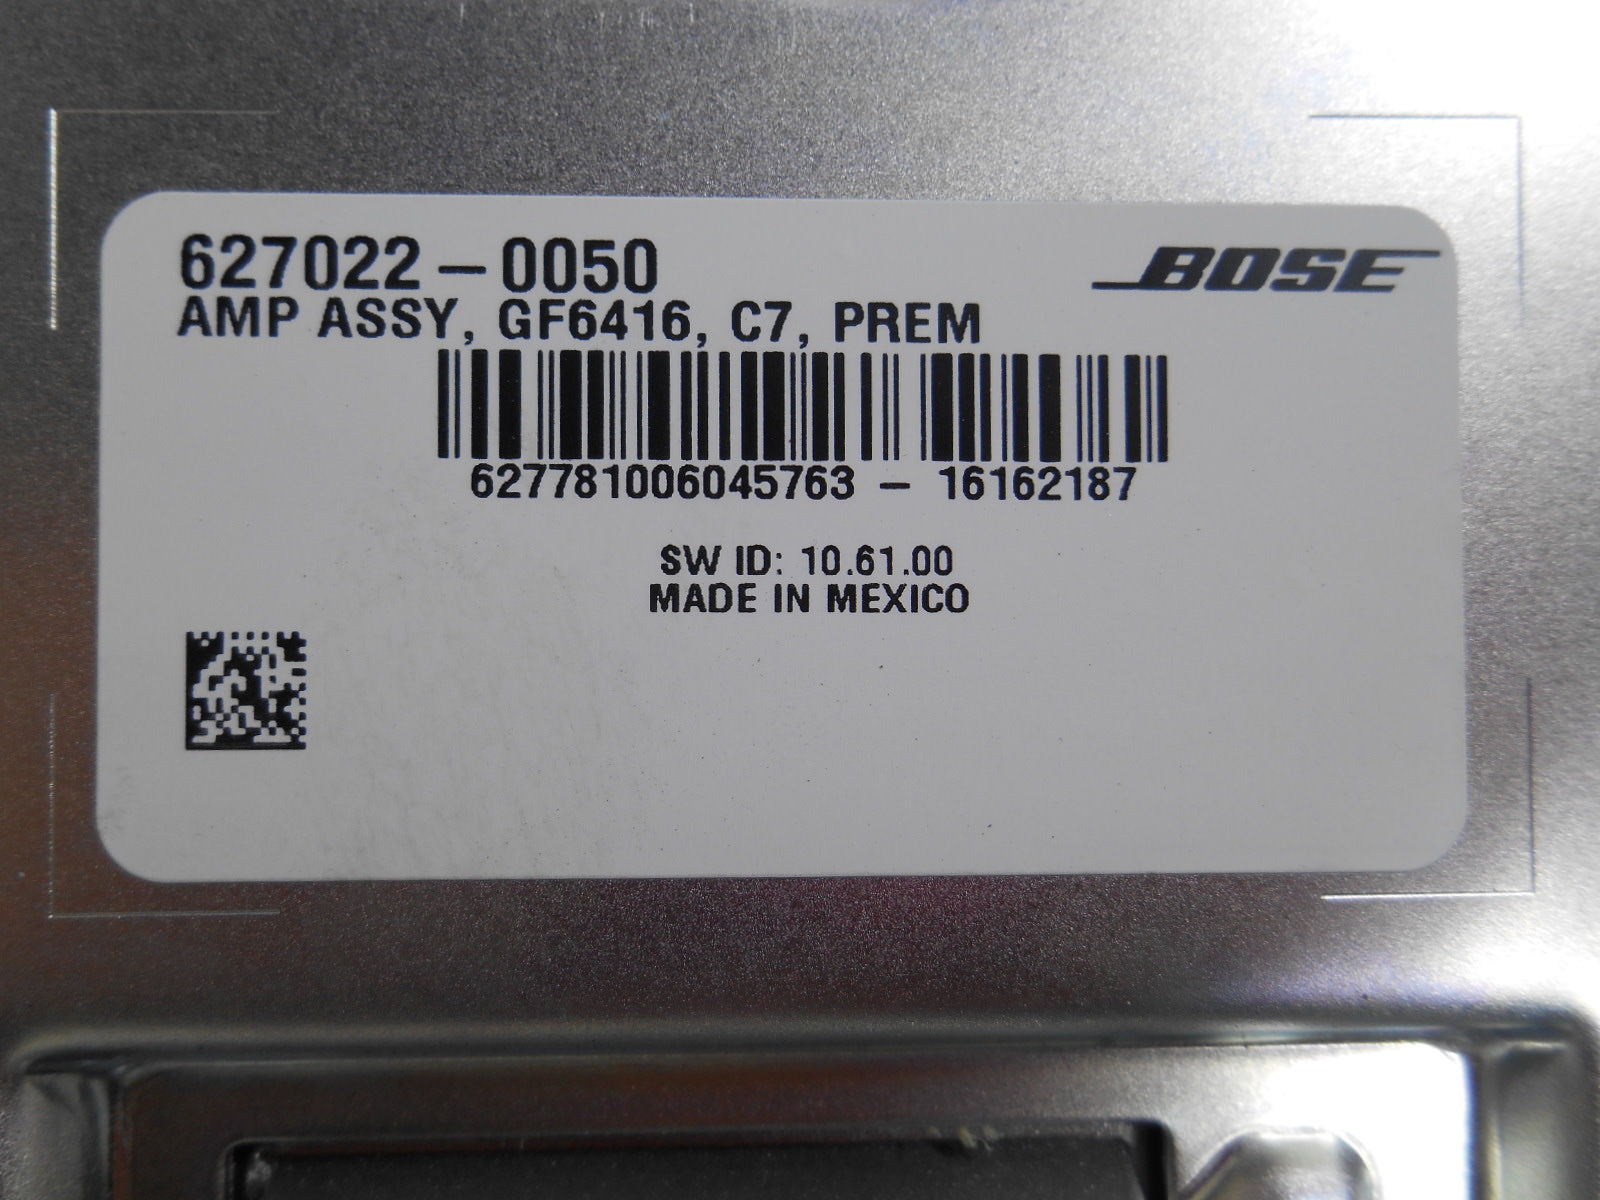 627022-0050
BOSE
AMP ASSY, GF6416, C7, PREM
627781006045763 - 16162187
SW ID: 10.61.00
MADE IN MEXICO